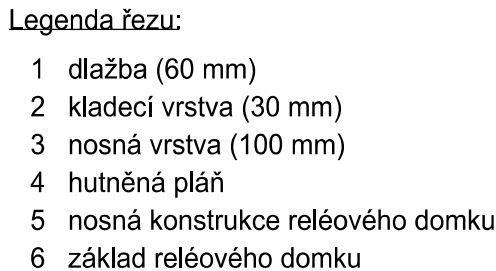 Legenda řezu:
1 dlažba (60 mm)
2 kladecí vrstva (30 mm)
3 nosná vrstva (100 mm)
4 hutněná pláň
5 nosná konstrukce reléového domku
6 základ reléového domku